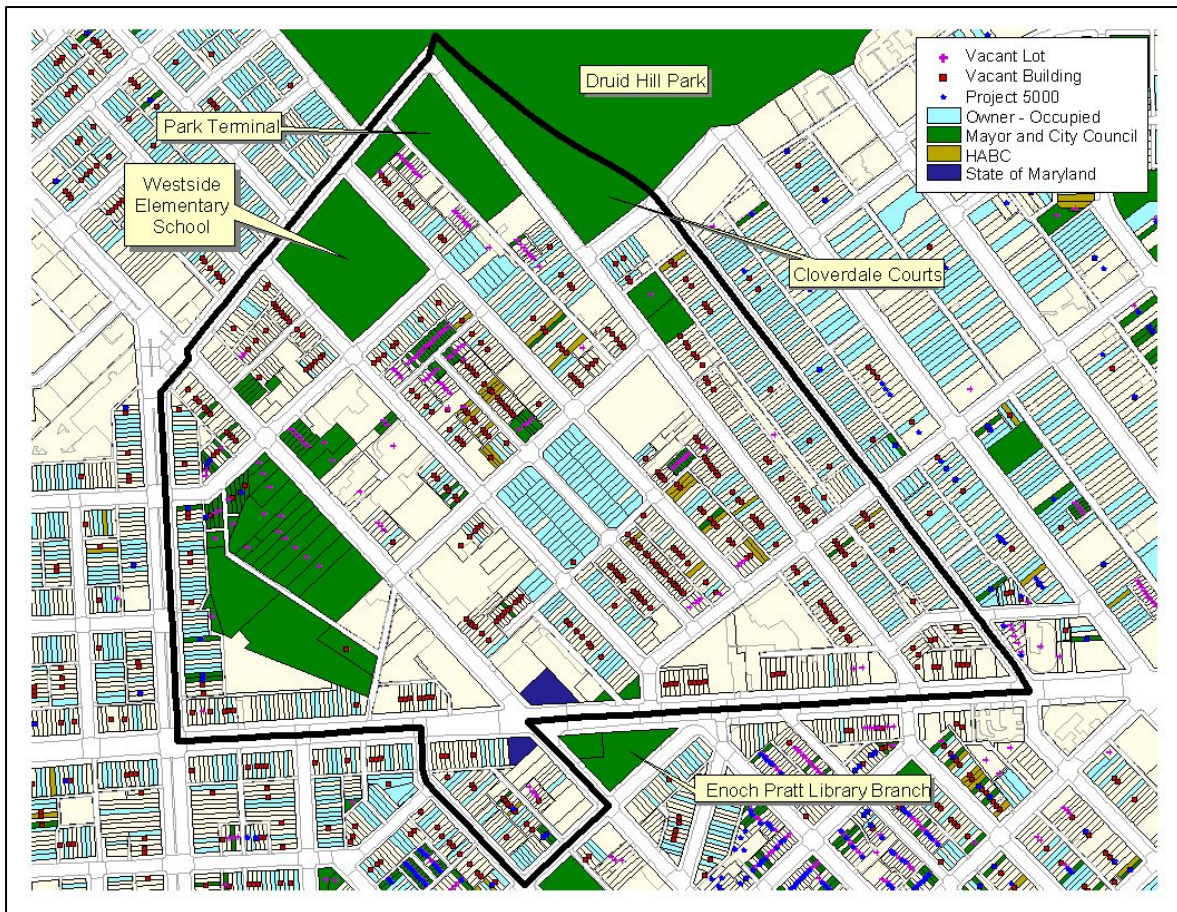 Druid Hill Park
Vacant Lot
Vacant Building
Project 5000
Owner - Occupied
Mayor and City Council
HABC
State of Maryland
Park Terminal
Westside
Elementary
School
Cloverdale Courts
Enoch Pratt Library Branch